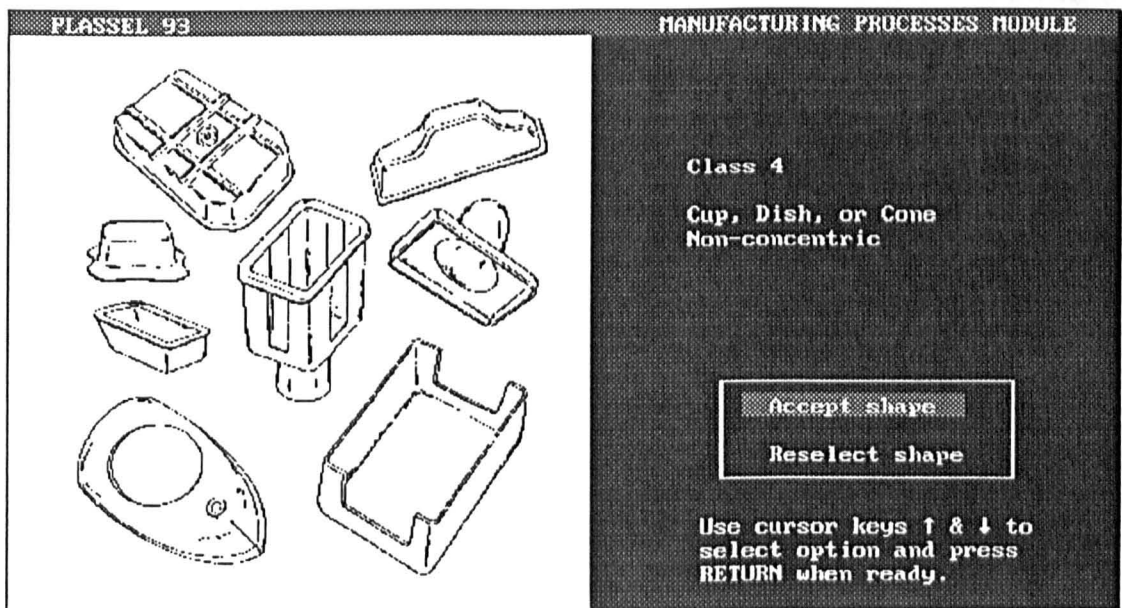 PLASSEL 93
MANUFACTURING PROCESSES MODULE
Class 4
Cup, Dish, or Cone
Non-concentric
Accept shape
Reselect shape
Use cursor keys ↑ & ↓ to
select option and press
RETURN when ready.